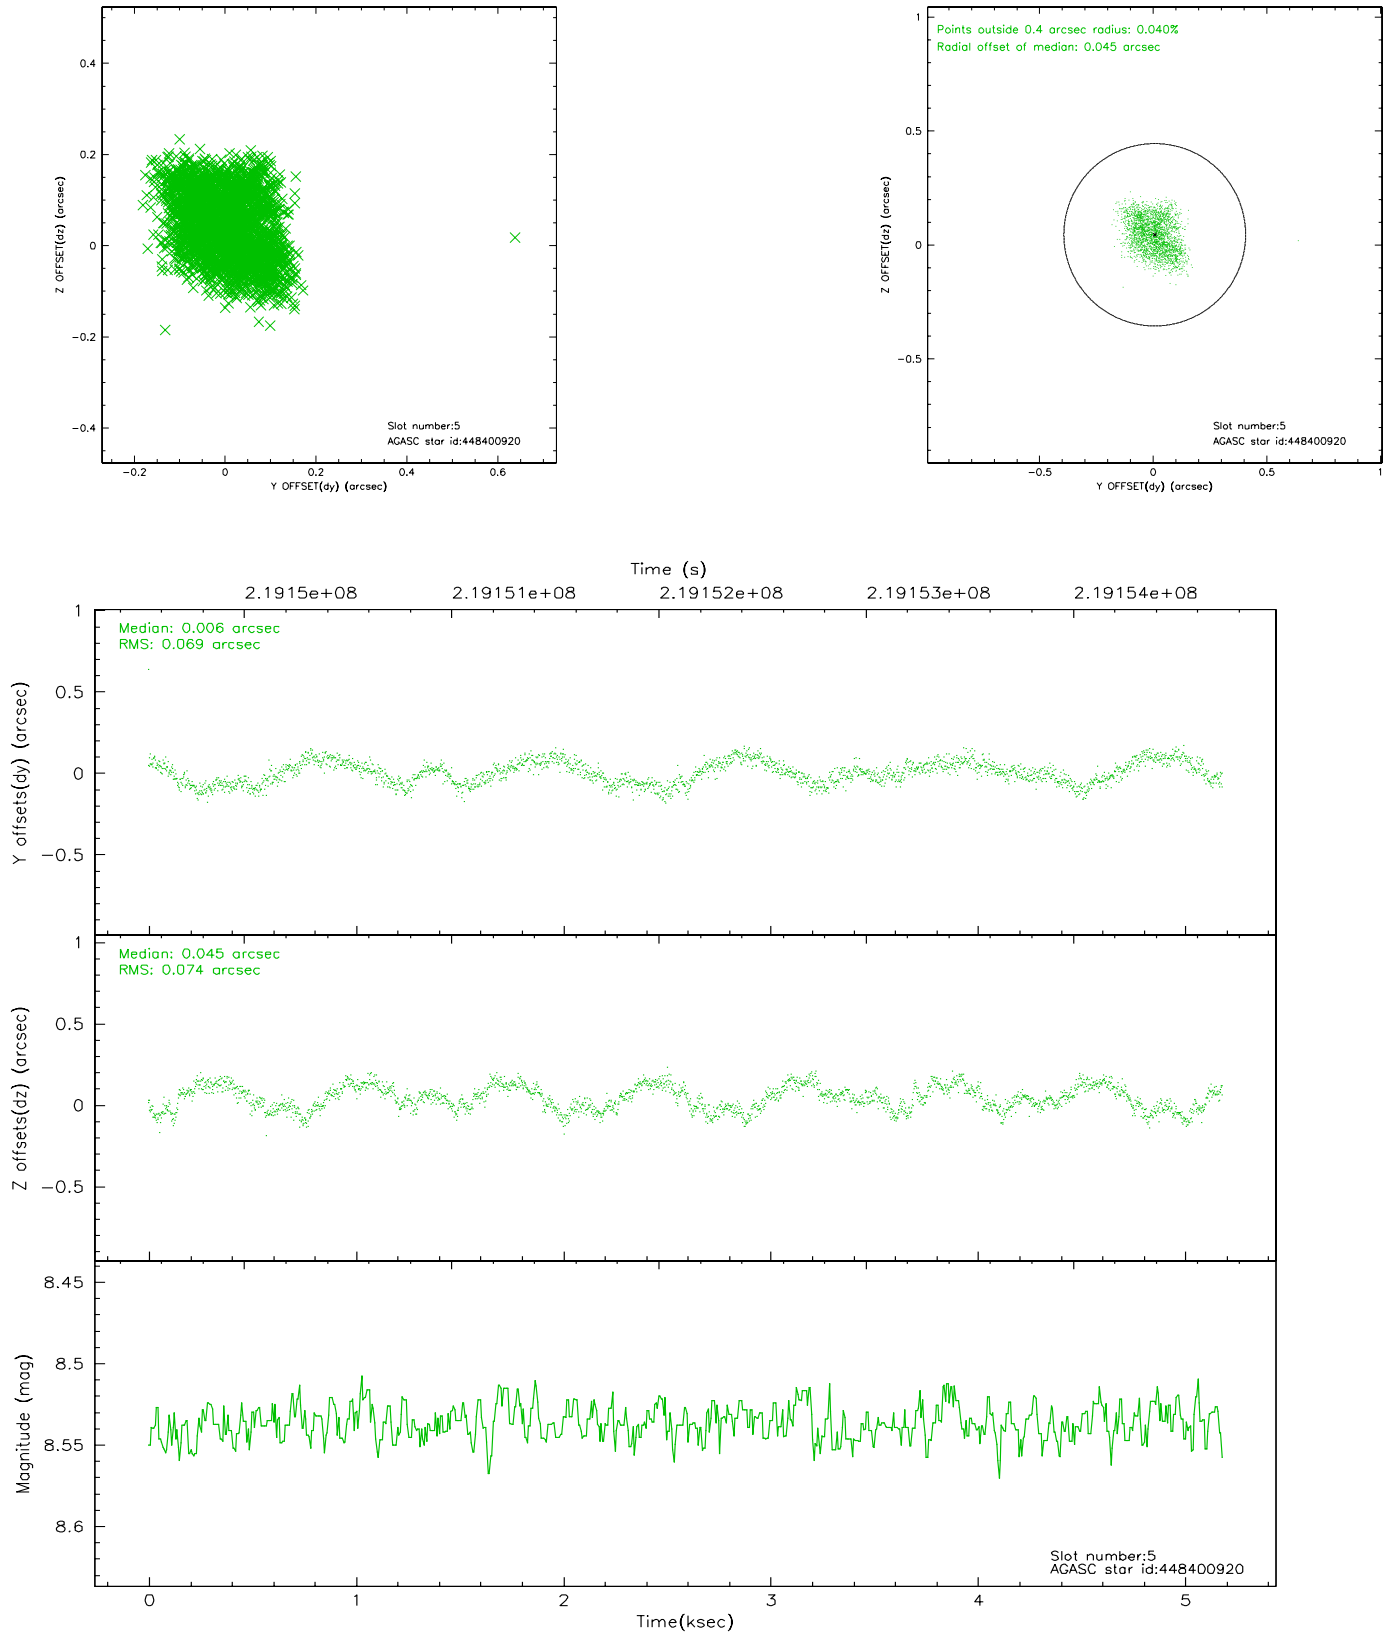 0.4
0.2
0
−0.2
−0.4
Z OFFSET(dz) (arcsec)
Slot number:5
AGASC star id:448400920
−0.2
0
0.2
0.4
0.6
Y OFFSET(dy) (arcsec)
Points outside 0.4 arcsec radius: 0.040%
Radial offset of median: 0.045 arcsec
1
0.5
0
−0.5
Z OFFSET(dz) (arcsec)
Slot number:5
AGASC star id:448400920
−0.5
0
0.5
1
Y OFFSET(dy) (arcsec)
Time (s)
2.1915e+08
2.19151e+08
2.19152e+08
2.19153e+08
2.19154e+08
Median: 0.006 arcsec
RMS: 0.069 arcsec
1
0.5
0
−0.5
Y offsets(dy) (arcsec)
Median: 0.045 arcsec
RMS: 0.074 arcsec
1
0.5
0
−0.5
Z offsets(dz) (arcsec)
8.45
8.5
8.55
8.6
Magnitude (mag)
Slot number:5
AGASC star id:448400920
0
1
2
3
4
5
Time(ksec)